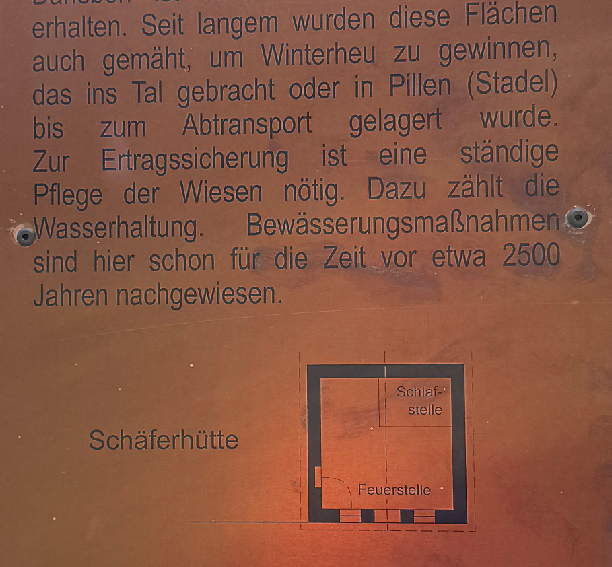 erhalten. Seit langem wurden diese Flächen
auch gemäht, um Winterheu zu gewinnen,
das ins Tal gebracht oder in Pillen (Stadel)
bis zum Abtransport gelagert wurde.
Zur Ertragssicherung ist eine ständige
Pflege der Wiesen nötig. Dazu zählt die
Wasserhaltung. Bewässerungsmaßnahmen
sind hier schon für die Zeit vor etwa 2500
Jahren nachgewiesen.
Schlaf-
stelle
Schäferhütte
Feuerstelle